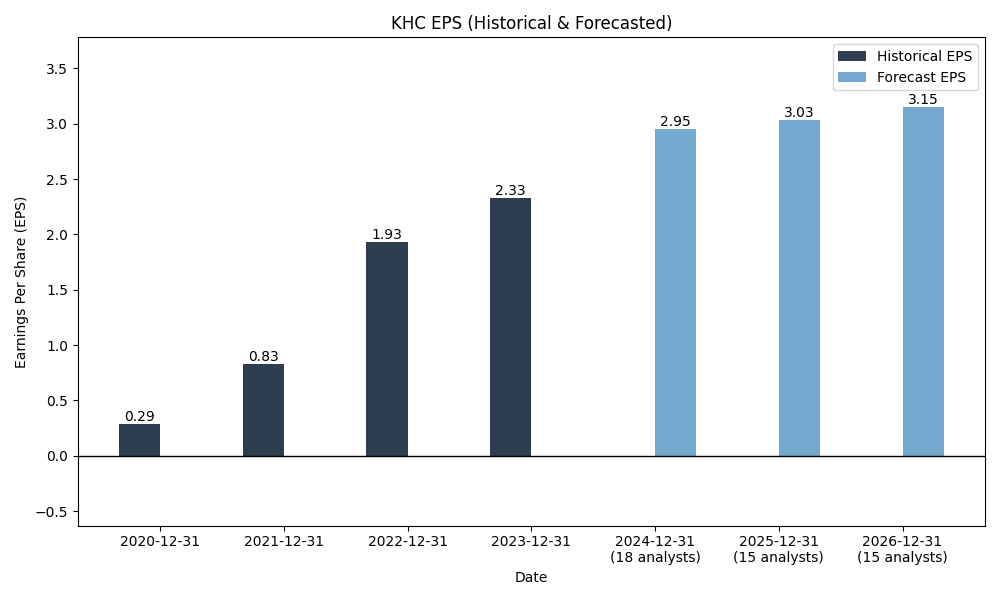 KHC EPS (Historical & Forecasted)
Historical EPS
Forecast EPS
Earnings Per Share (EPS)
3.5
3.0
2.5
2.0
1.5
1.0
0.5
0.0
−0.5
0.29
0.83
1.93
2.33
2.95
3.03
3.15
2020-12-31
2021-12-31
2022-12-31
2023-12-31
2024-12-31
(18 analysts)
2025-12-31
(15 analysts)
2026-12-31
(15 analysts)
Date